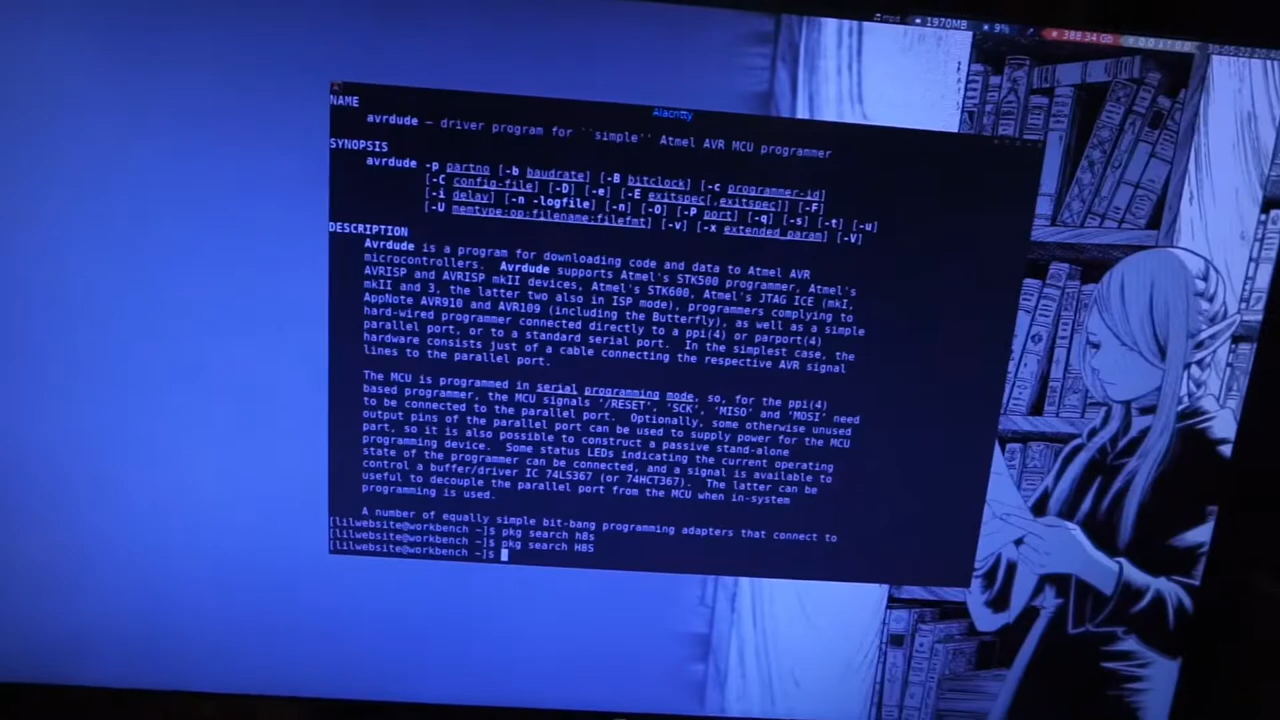 mpd 1970MB 9% 388.34 Gb
Alacritty
NAME
avrdude — driver program for ``simple'' Atmel AVR MCU programmer
SYNOPSIS
avrdude -p partno [-b baudrate] [-B bitclock] [-c programmer-id]
[-C config-file] [-D] [-e] [-E exitspec[,exitspec]] [-F]
[-i delay] [-n -logfile] [-n] [-O] [-P port] [-q] [-s] [-t] [-u]
[-U memtype:op:filename:filefmt] [-v] [-x extended_param] [-V]
DESCRIPTION
Avrdude is a program for downloading code and data to Atmel AVR
microcontrollers. Avrdude supports Atmel's STK500 programmer, Atmel's
AVRISP and AVRISP mkII devices, Atmel's STK600, Atmel's JTAG ICE (mkI,
mkII and 3, the latter two also in ISP mode), programmers complying to
AppNote AVR910 and AVR109 (including the Butterfly), as well as a simple
hard-wired programmer connected directly to a ppi(4) or parport(4)
parallel port, or to a standard serial port. In the simplest case, the
hardware consists just of a cable connecting the respective AVR signal
lines to the parallel port.
The MCU is programmed in serial programming mode, so, for the ppi(4)
based programmer, the MCU signals '/RESET', 'SCK', 'MISO' and 'MOSI' need
to be connected to the parallel port. Optionally, some otherwise unused
output pins of the parallel port can be used to supply power for the MCU
part, so it is also possible to construct a passive stand-alone
programming device. Some status LEDs indicating the current operating
state of the programmer can be connected, and a signal is available to
control a buffer/driver IC 74LS367 (or 74HCT367). The latter can be
useful to decouple the parallel port from the MCU when in-system
programming is used.
A number of equally simple bit-bang programming adapters that connect to
[lilwebsite@workbench ~]$ pkg search h8s
[lilwebsite@workbench ~]$ pkg search H8S
[lilwebsite@workbench ~]$